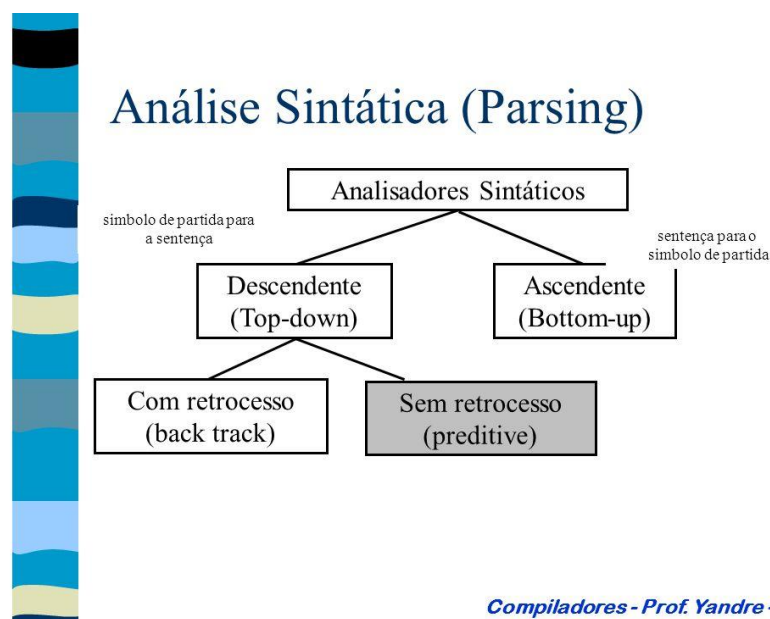 Análise Sintática (Parsing)
Analisadores Sintáticos
simbolo de partida para
a sentença
sentença para o
simbolo de partida
Descendente
(Top-down)
Ascendente
(Bottom-up)
Com retrocesso
(back track)
Sem retrocesso
(preditive)
Compiladores - Prof. Yandre -